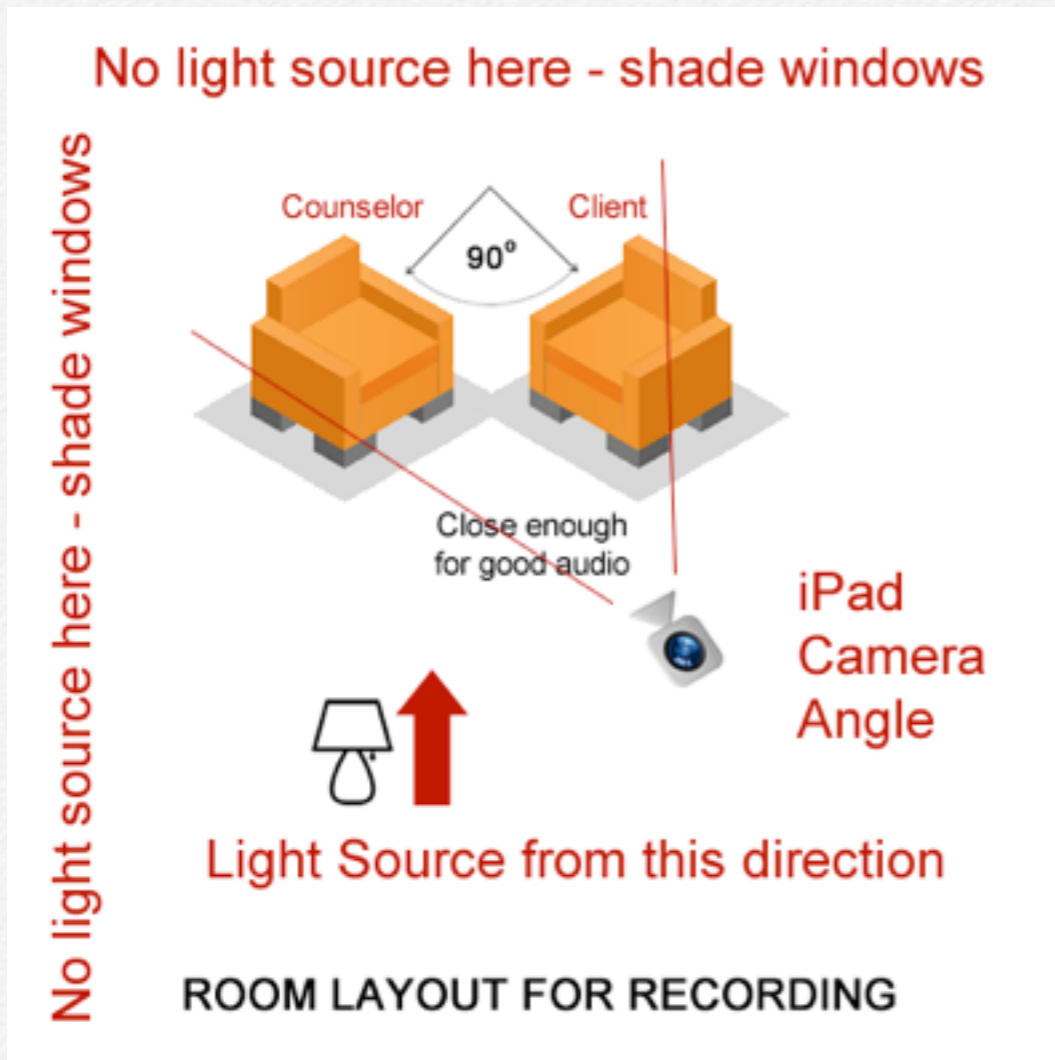 No light source here - shade windows
No light source here - shade windows
Counselor
90°
Client
Close enough
for good audio
iPad
Camera
Angle
Light Source from this direction
ROOM LAYOUT FOR RECORDING